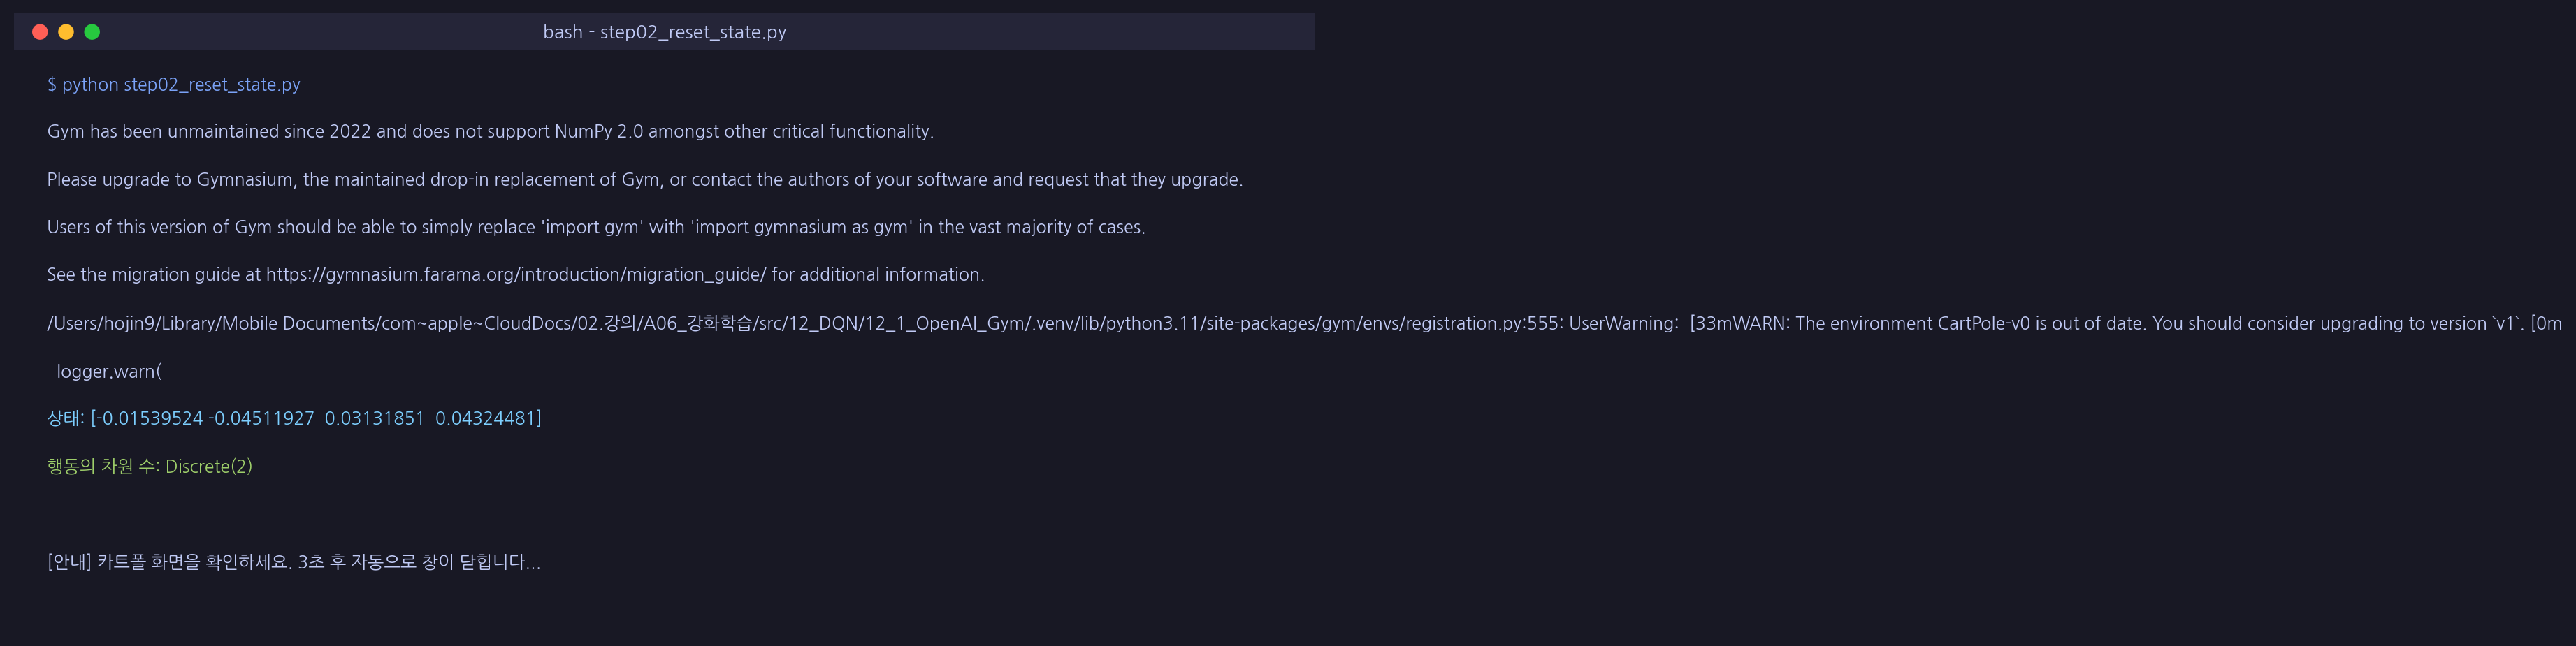 bash - step02_reset_state.py
$ python step02_reset_state.py
Gym has been unmaintained since 2022 and does not support NumPy 2.0 amongst other critical functionality.
Please upgrade to Gymnasium, the maintained drop-in replacement of Gym, or contact the authors of your software and request that they upgrade.
Users of this version of Gym should be able to simply replace 'import gym' with 'import gymnasium as gym' in the vast majority of cases.
See the migration guide at https://gymnasium.farama.org/introduction/migration_guide/ for additional information.
/Users/hojin9/Library/Mobile Documents/com~apple~CloudDocs/02.강의/A06_강화학습/src/12_DQN/12_1_OpenAI_Gym/.venv/lib/python3.11/site-packages/gym/envs/registration.py:555: UserWarning:  [33mWARN: The environment CartPole-v0 is out of date. You should consider upgrading to version `v1`. [0m
  logger.warn(
상태: [-0.01539524 -0.04511927  0.03131851  0.04324481]
행동의 차원 수: Discrete(2)
[안내] 카트폴 화면을 확인하세요. 3초 후 자동으로 창이 닫힙니다...